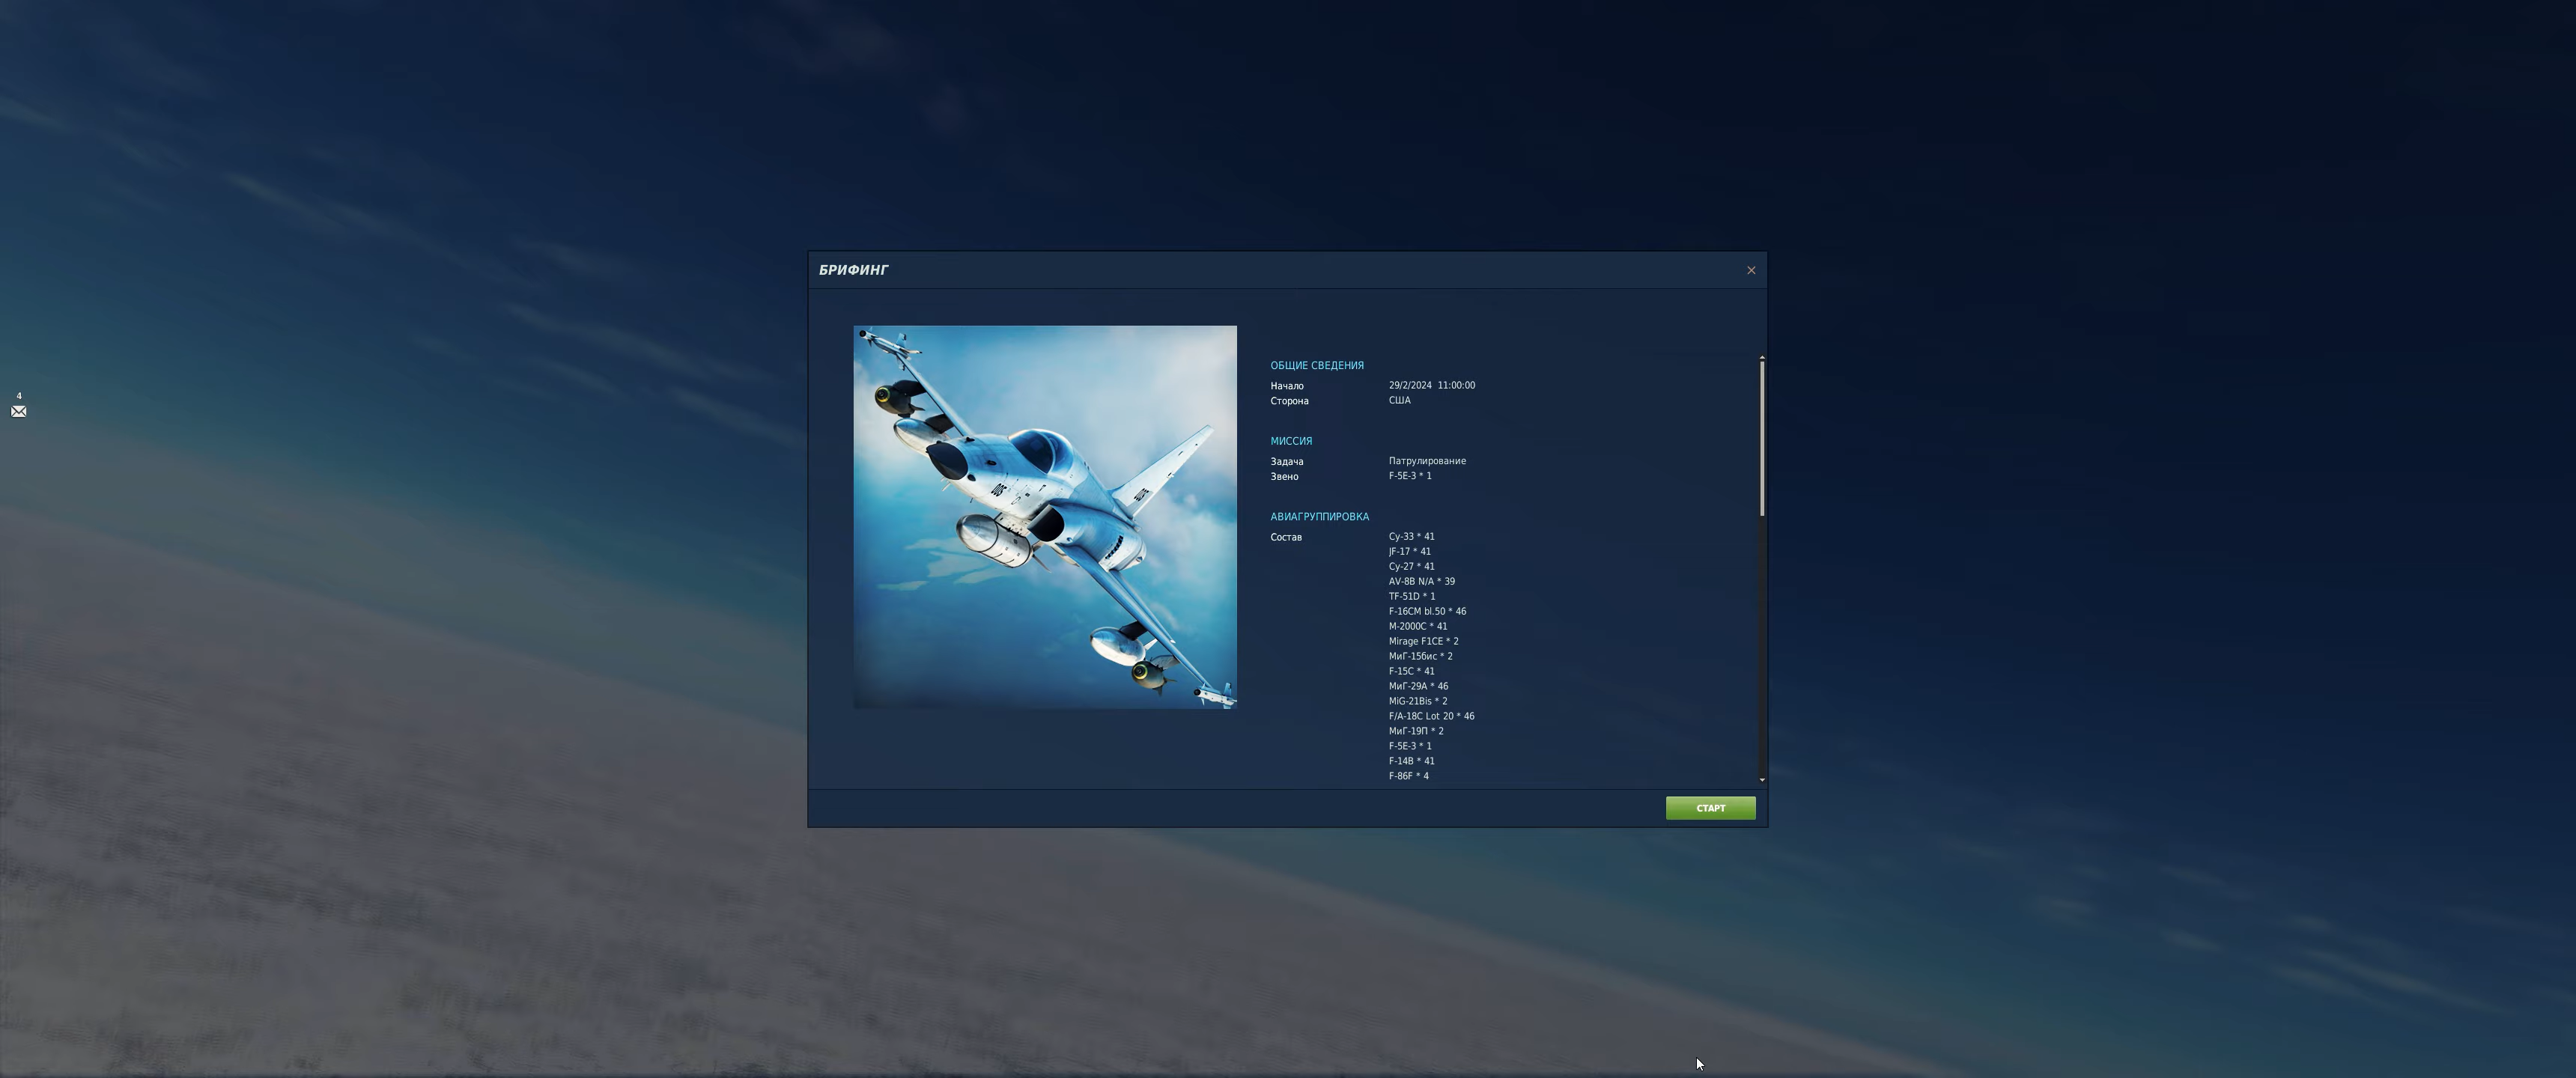 БРИФИНГ
4
ОБЩИЕ СВЕДЕНИЯ
Начало 29/2/2024 11:00:00
Сторона США
МИССИЯ
Задача Патрулирование
Звено F-5E-3 * 1
АВИАГРУППИРОВКА
Состав Су-33 * 41
JF-17 * 41
Су-27 * 41
AV-8B N/A * 39
TF-51D * 1
F-16CM bl.50 * 46
M-2000C * 41
Mirage F1CE * 2
МиГ-15бис * 2
F-15C * 41
МиГ-29А * 46
MiG-21Bis * 2
F/A-18C Lot 20 * 46
МиГ-19П * 2
F-5E-3 * 1
F-14B * 41
F-86F * 4
СТАРТ